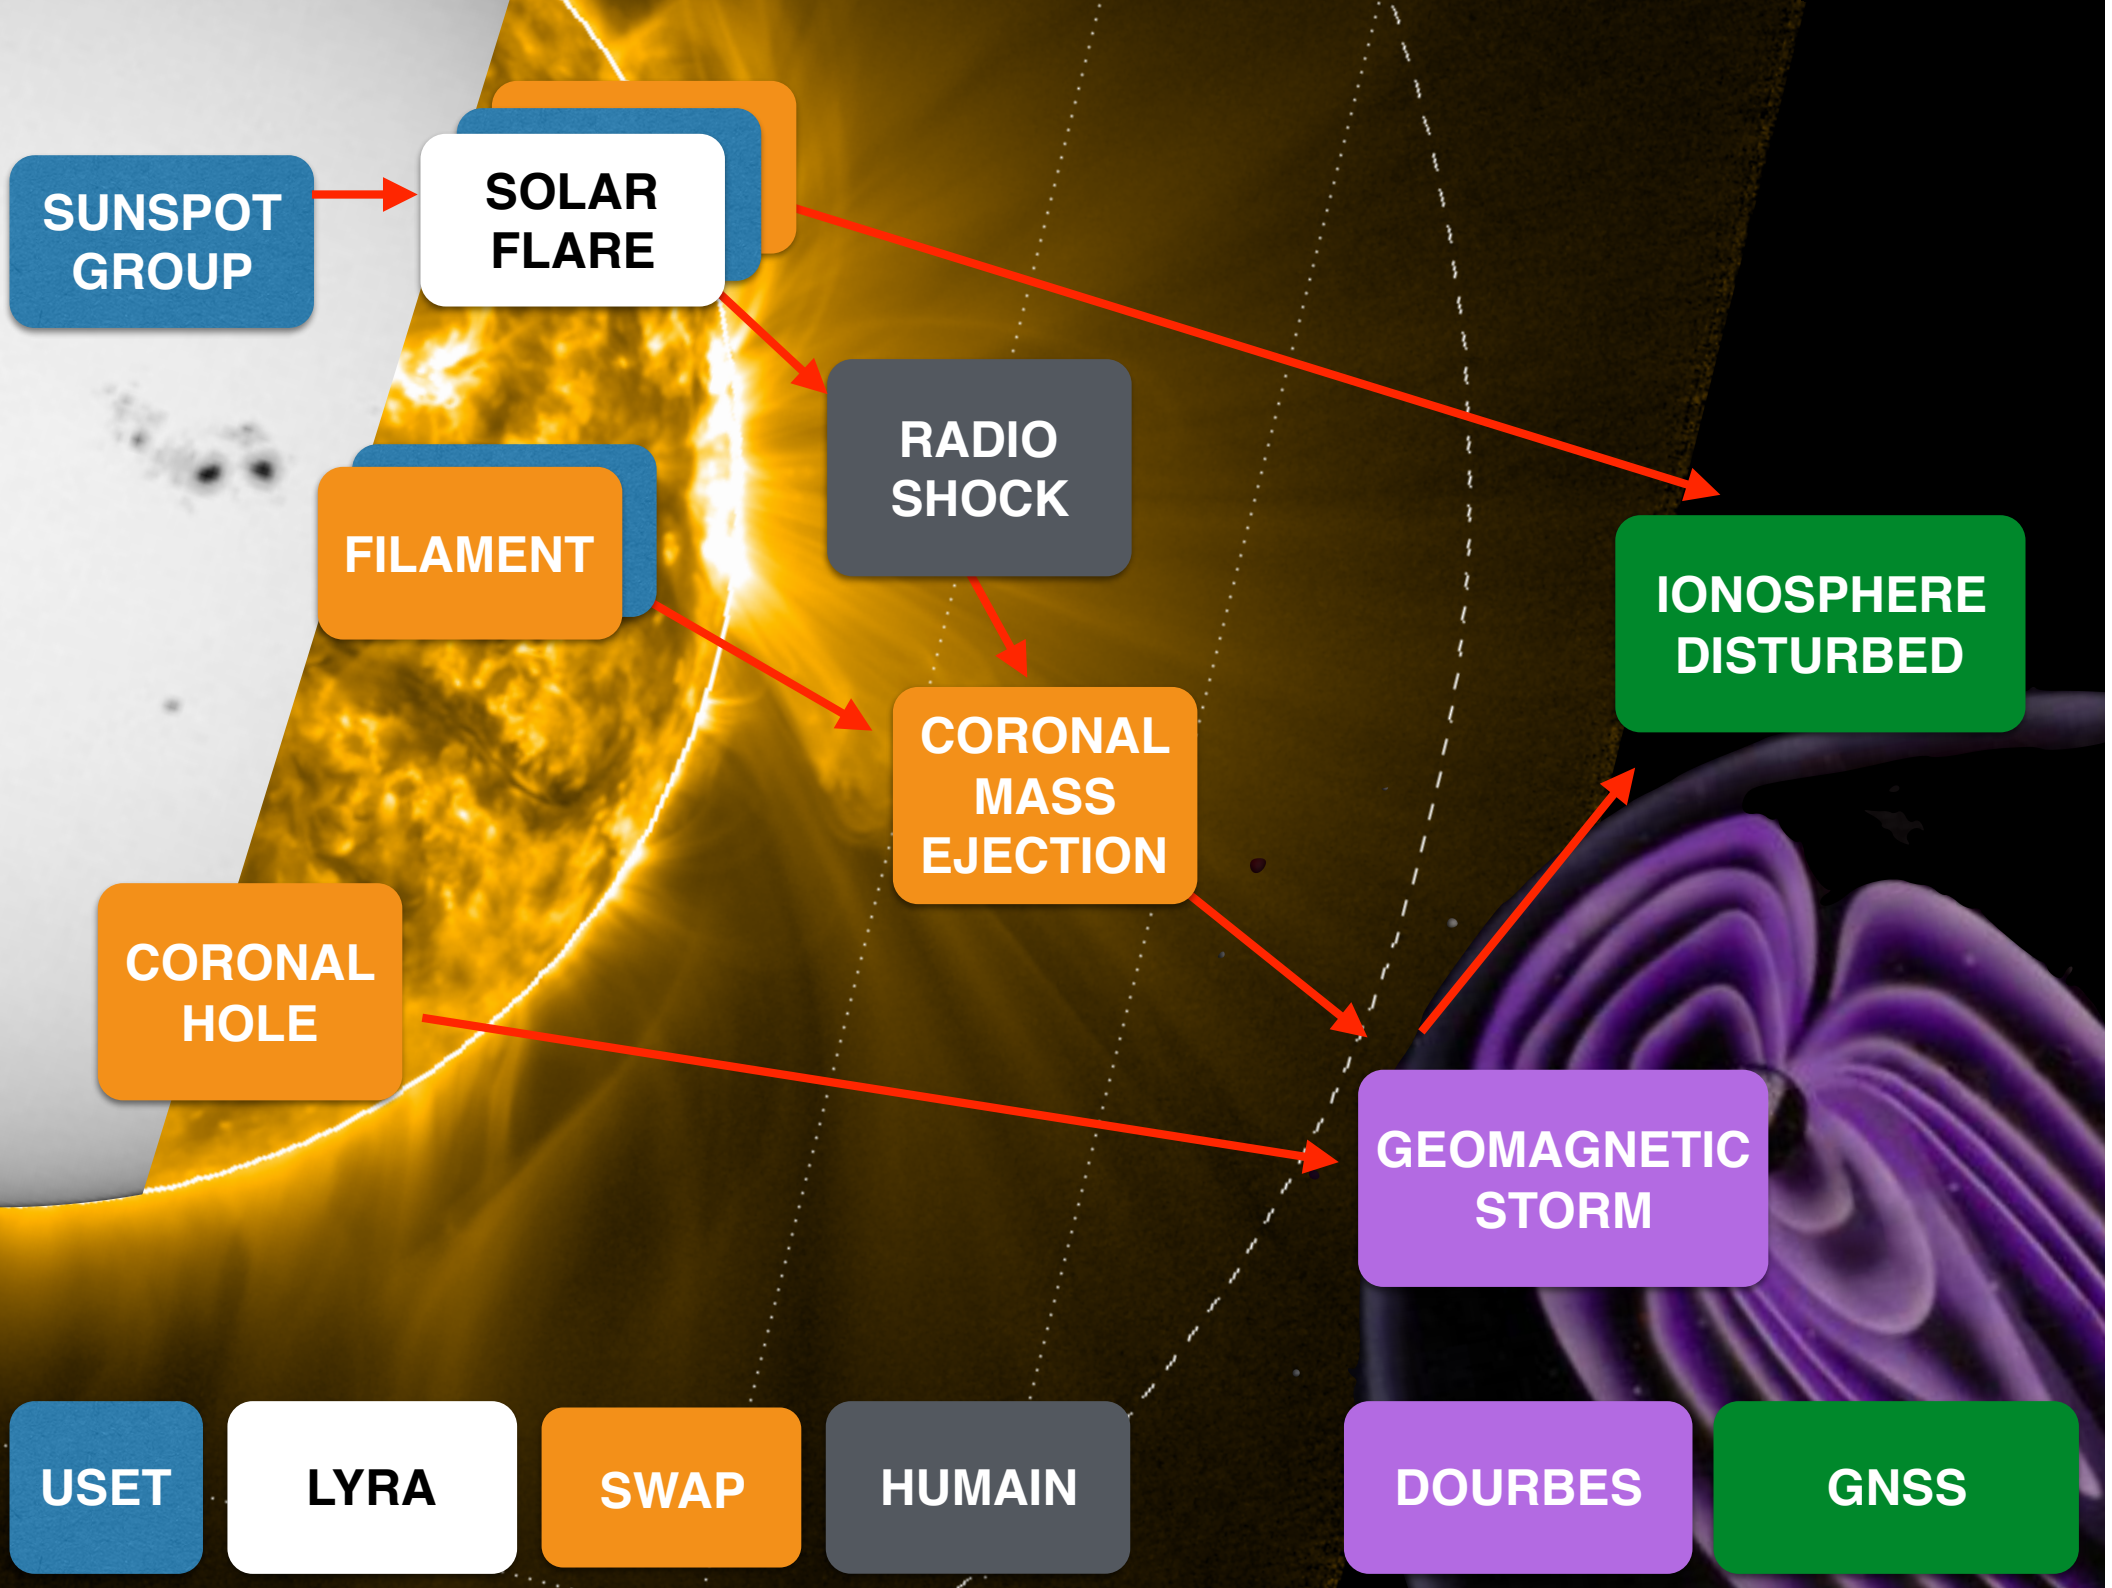 SUNSPOT
GROUP
SOLAR
FLARE
RADIO
SHOCK
FILAMENT
IONOSPHERE
DISTURBED
CORONAL
MASS
EJECTION
CORONAL
HOLE
GEOMAGNETIC
STORM
USET
LYRA
SWAP
HUMAIN
DOURBES
GNSS